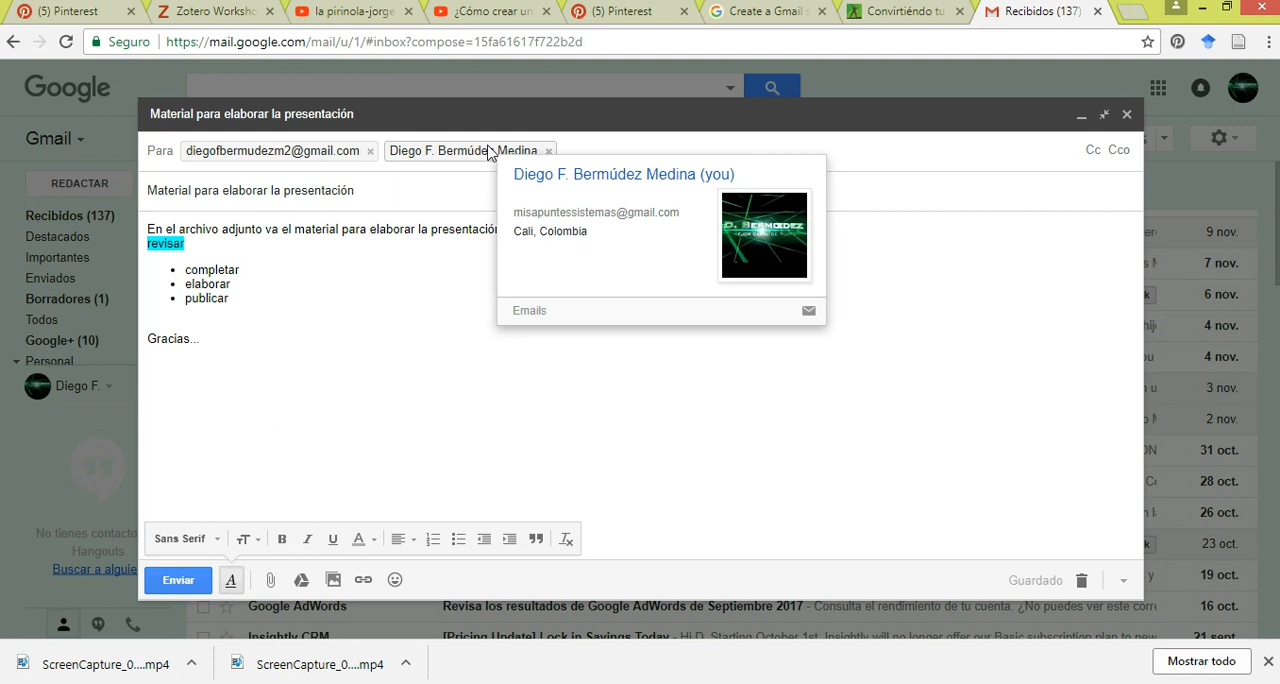 (5) Pinterest
Zotero Worksho
la pirinola-jorge
¿Cómo crear un
(5) Pinterest
Create a Gmail s
Convirtiéndo tu
Recibidos (137)
Seguro
https://mail.google.com/mail/u/1/#inbox?compose=15fa61617f722b2d
Google
Gmail
Material para elaborar la presentación
Para diegofbermudezm2@gmail.com Diego F. Bermúde Medina
Cc Cco
REDACTAR
Material para elaborar la presentación
Diego F. Bermúdez Medina (you)
misapuntessistemas@gmail.com
Cali, Colombia
D. BERMŒDEZ
Emails
Recibidos (137)
Destacados
Importantes
Enviados
Borradores (1)
Todos
Google+ (10)
Personal
Diego F.
En el archivo adjunto va el material para elaborar la presentación
revisar
completar
elaborar
publicar
Gracias...
9 nov.
7 nov.
6 nov.
4 nov.
4 nov.
3 nov.
2 nov.
31 oct.
28 oct.
26 oct.
23 oct.
19 oct.
No tienes contacto
Hangouts
Buscar a alguie
Sans Serif
Enviar
Guardado
Google AdWords
Revisa los resultados de Google AdWords de Septiembre 2017 - Consulta el rendimiento de tu cuenta. ¿No puedes ver este corre
16 oct.
Insightly CRM
[Pricing Update] Lock in Savings Today - Hi D. Starting October 1st, Insightly will no longer offer our Basic subscription plan to new
21 sept.
ScreenCapture_0....mp4
ScreenCapture_0....mp4
Mostrar todo